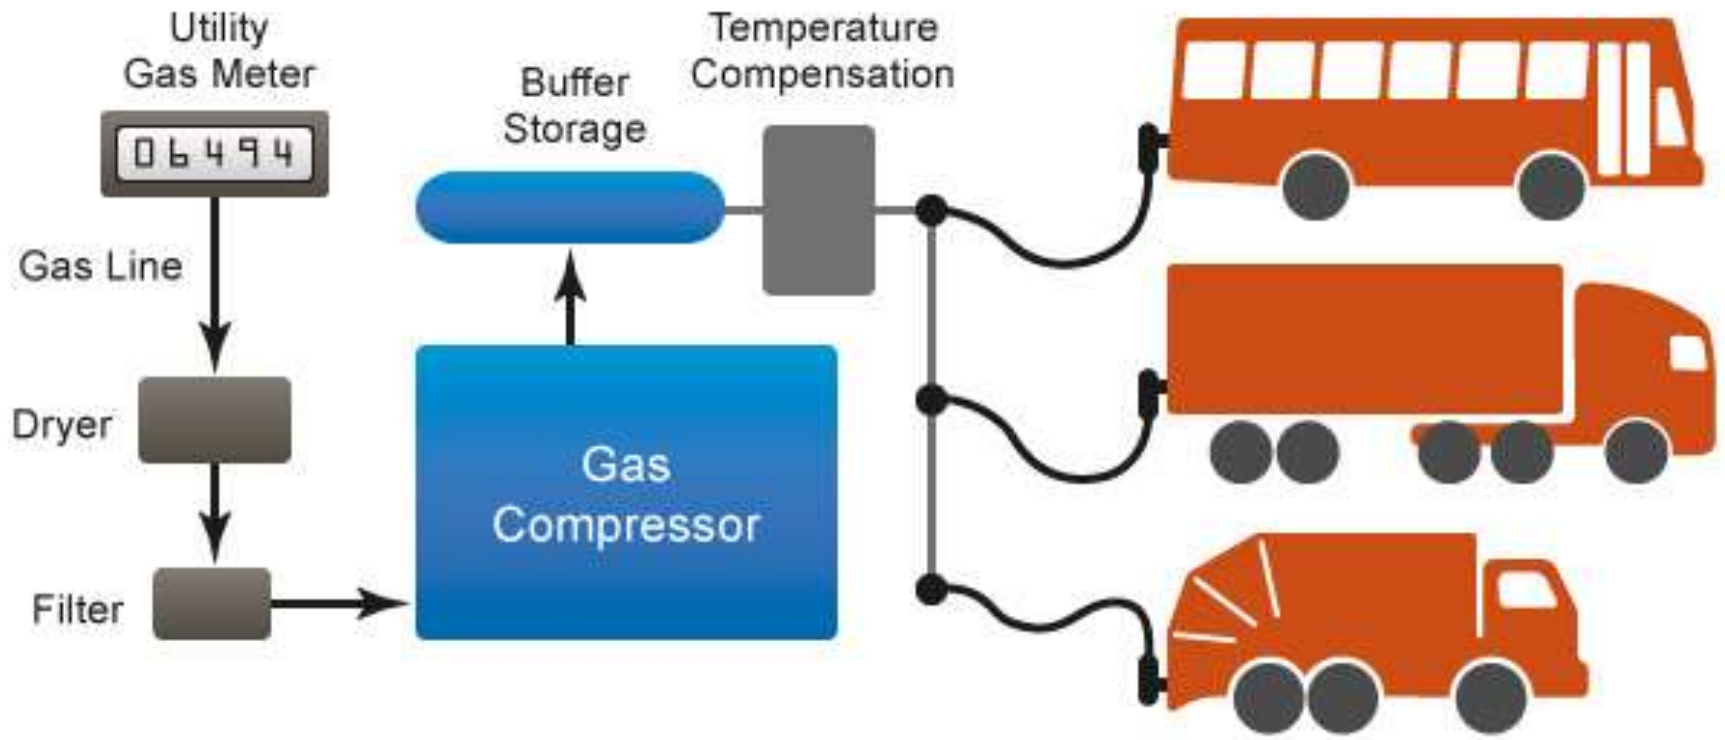 Utility
Gas Meter
06494
Gas Line
Dryer
Filter
Buffer
Storage
Gas
Compressor
Temperature
Compensation